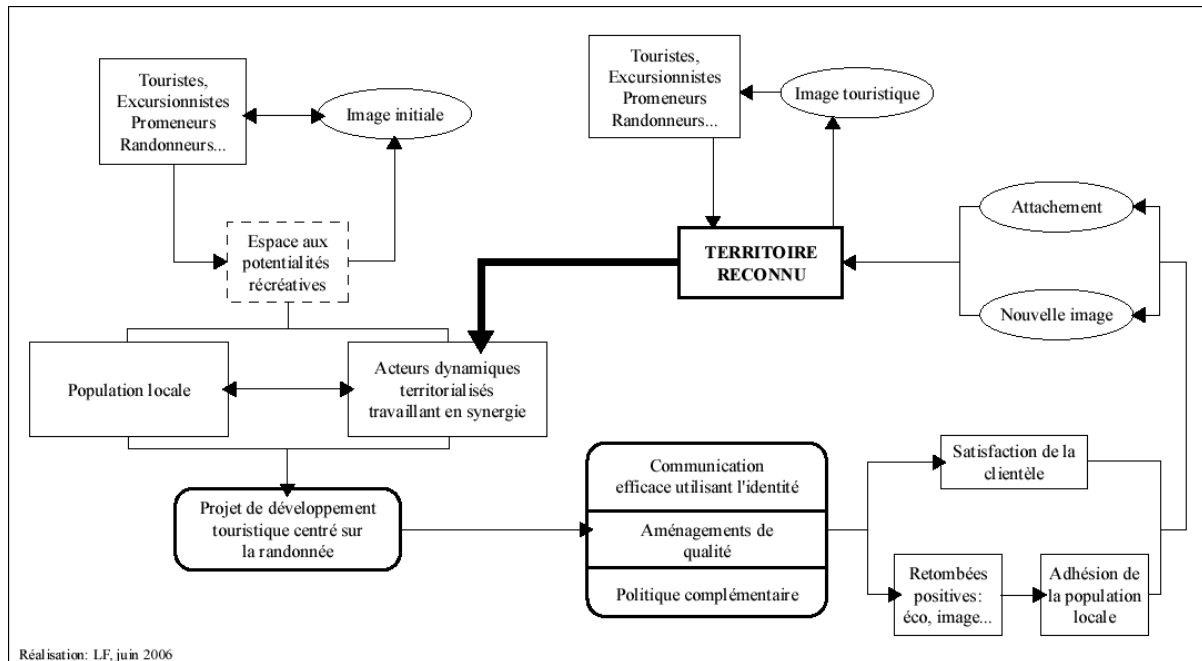 Touristes,
Excursionnistes
Promeneurs
Randonneurs...
Image initiale
Touristes,
Excursionnistes
Promeneurs
Randonneurs...
Image touristique
Espace aux
potentialités
récréatives
TERRITOIRE
RECONNU
Attachement
Nouvelle image
Population locale
Acteurs dynamiques
territorialisés
travaillant en synergie
Projet de développement
touristique centré sur
la randonnée
Communication
efficace utilisant l'identité
Aménagements de
qualité
Politique complémentaire
Satisfaction de la
clientèle
Retombées
positives:
éco, image...
Adhésion de
la population
locale
Réalisation: LF, juin 2006